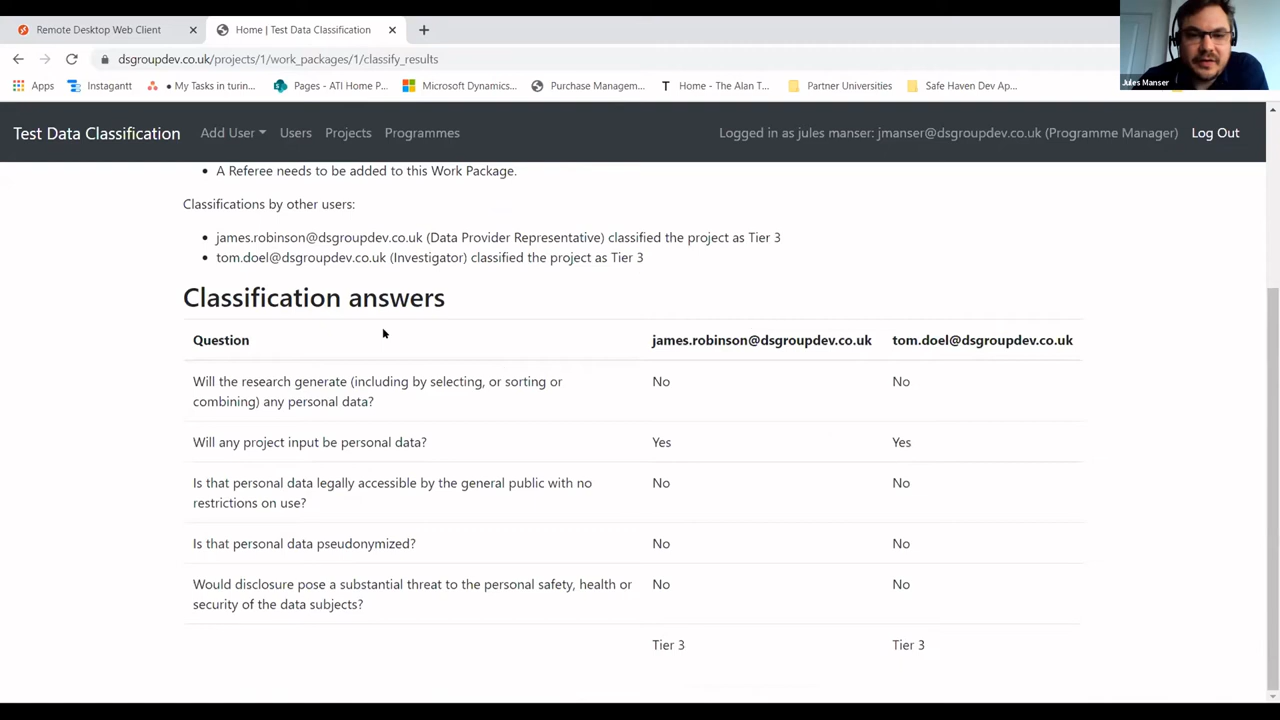 Remote Desktop Web Client
Home | Test Data Classification
dsgroupdev.co.uk/projects/1/work_packages/1/classify_results
Apps
Instagantt
My Tasks in turin...
Pages - ATI Home P...
Microsoft Dynamics...
Purchase Managem...
Home - The Alan T...
Partner Universities
Safe Haven Dev Ap...
Jules Manser
Test Data Classification
Add User
Users
Projects
Programmes
Logged in as jules manser: jmanser@dsgroupdev.co.uk (Programme Manager)
Log Out
• A Referee needs to be added to this Work Package.
Classifications by other users:
• james.robinson@dsgroupdev.co.uk (Data Provider Representative) classified the project as Tier 3
• tom.doel@dsgroupdev.co.uk (Investigator) classified the project as Tier 3
Classification answers
Question james.robinson@dsgroupdev.co.uk tom.doel@dsgroupdev.co.uk
Will the research generate (including by selecting, or sorting or No No
combining) any personal data?
Will any project input be personal data? Yes Yes
Is that personal data legally accessible by the general public with no No No
restrictions on use?
Is that personal data pseudonymized? No No
Would disclosure pose a substantial threat to the personal safety, health or No No
security of the data subjects?
Tier 3 Tier 3